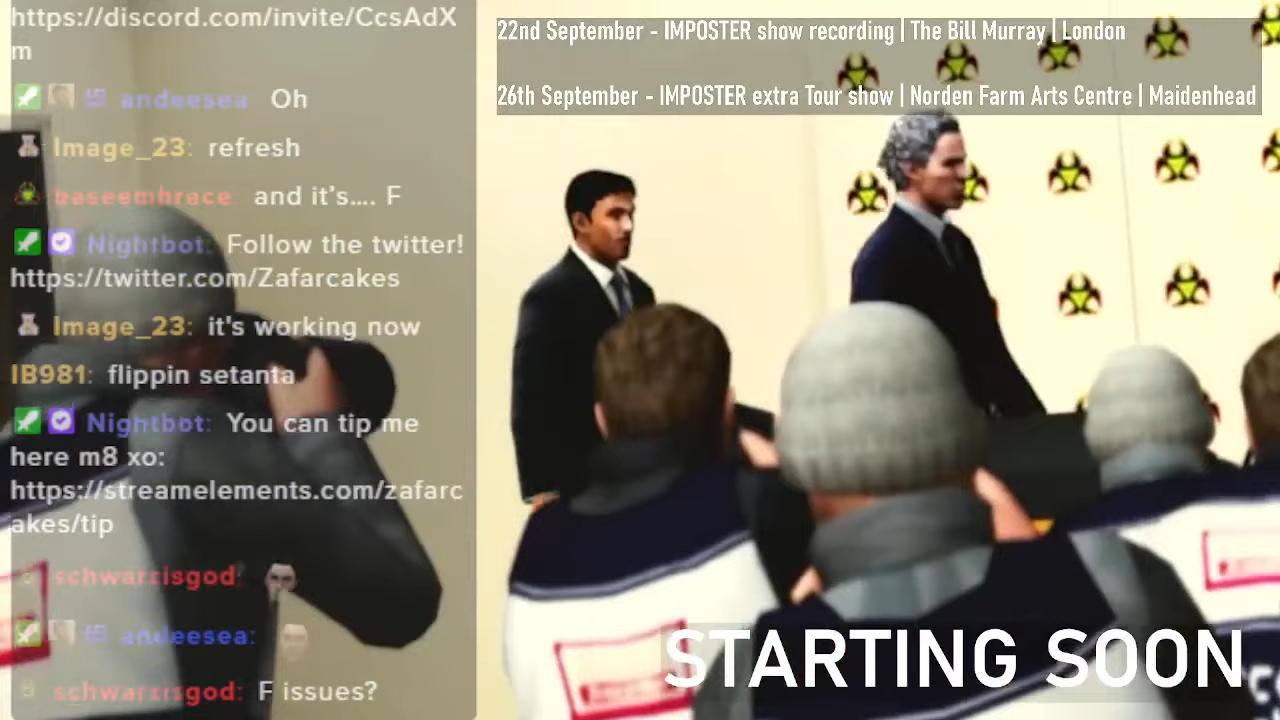 https://discord.com/invite/CcsAdX
m
andeesea Oh
Image_23: refresh
baseembrace and it's.... F
Nightbot: Follow the twitter!
https://twitter.com/Zafarcakes
Image_23: it's working now
IB981: flippin setanta
Nightbot: You can tip me
here m8 xo:
https://streamelements.com/zafarc
akes/tip
schwarzisgod:
andeesea:
schwarzisgod: F issues?
22nd September - IMPOSTER show recording | The Bill Murray | London
26th September - IMPOSTER extra Tour show | Norden Farm Arts Centre | Maidenhead
STARTING SOON